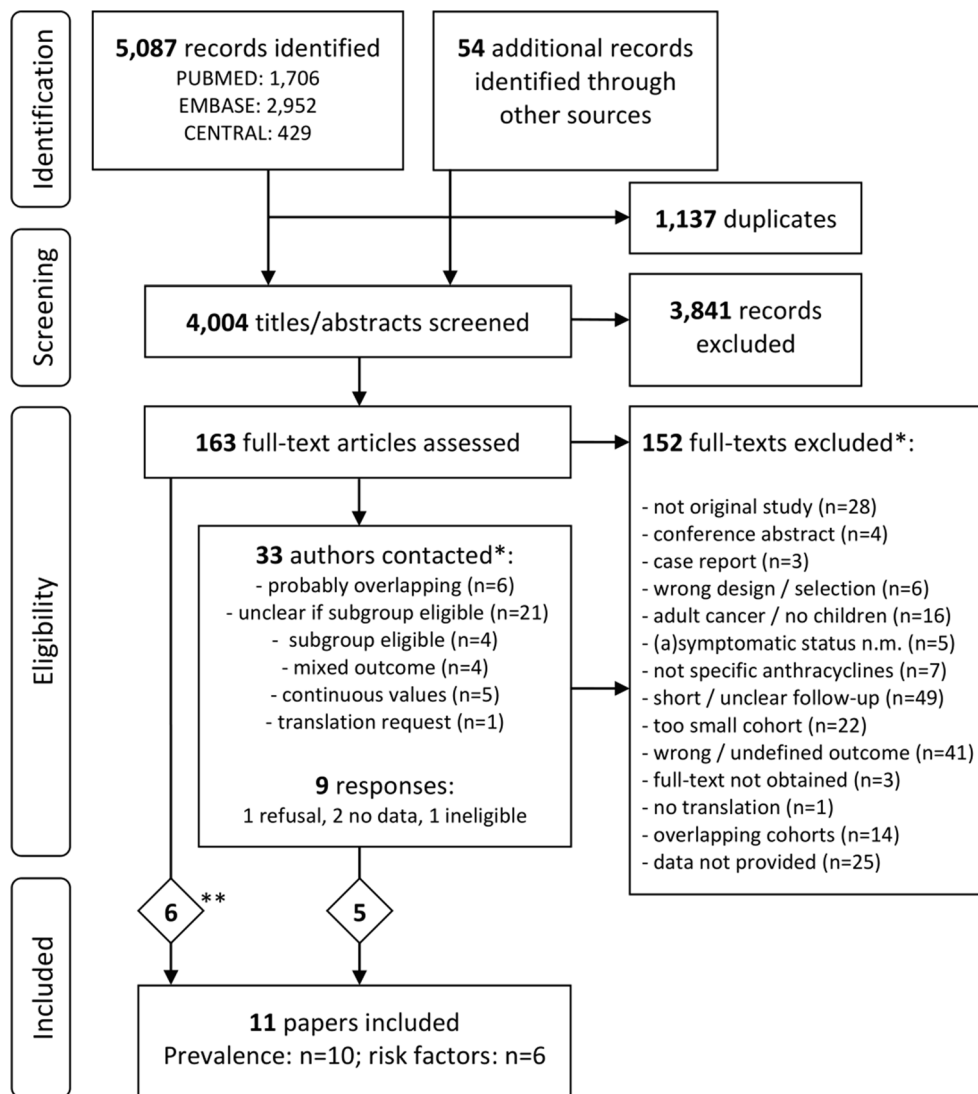 Identification
5,087 records identified
PUBMED: 1,706
EMBASE: 2,952
CENTRAL: 429
54 additional records
identified through
other sources
1,137 duplicates
Screening
4,004 titles/abstracts screened
3,841 records
excluded
Eligibility
163 full-text articles assessed
33 authors contacted*:
- probably overlapping (n=6)
- unclear if subgroup eligible (n=21)
- subgroup eligible (n=4)
- mixed outcome (n=4)
- continuous values (n=5)
- translation request (n=1)
9 responses:
1 refusal, 2 no data, 1 ineligible
152 full-texts excluded*:
- not original study (n=28)
- conference abstract (n=4)
- case report (n=3)
- wrong design / selection (n=6)
- adult cancer / no children (n=16)
- (a)symptomatic status n.m. (n=5)
- not specific anthracyclines (n=7)
- short / unclear follow-up (n=49)
- too small cohort (n=22)
- wrong / undefined outcome (n=41)
- full-text not obtained (n=3)
- no translation (n=1)
- overlapping cohorts (n=14)
- data not provided (n=25)
Included
6 **
5
11 papers included
Prevalence: n=10; risk factors: n=6